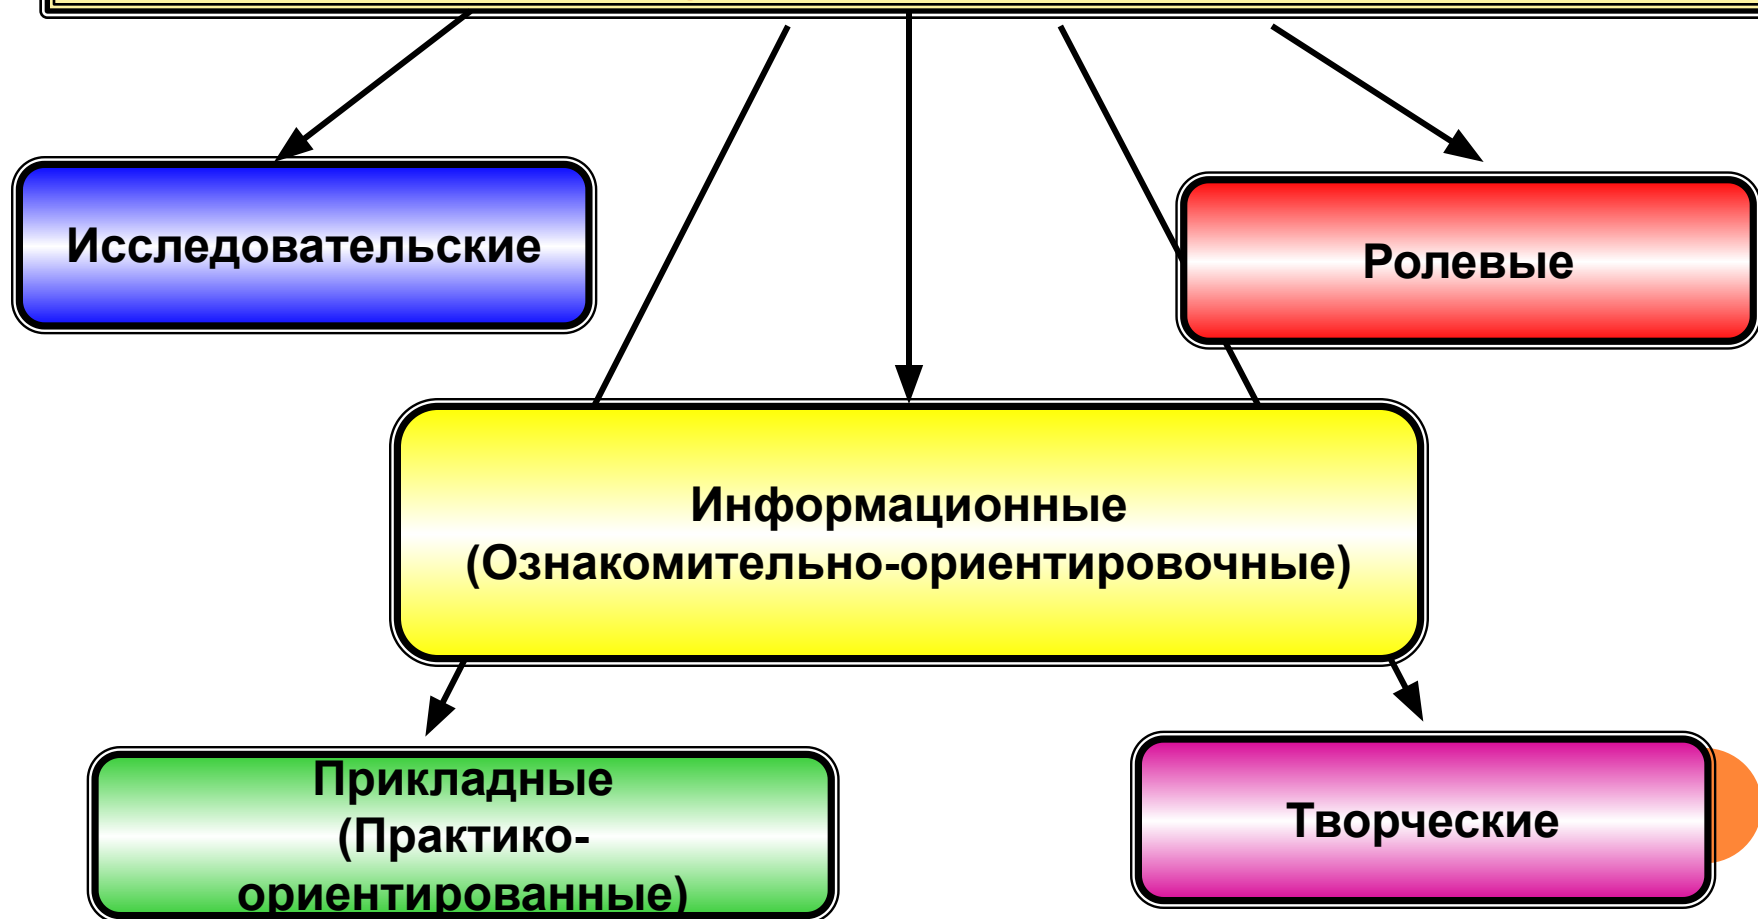 Исследовательские
Ролевые
Информационные
(Ознакомительно-ориентировочные)
Прикладные
(Практико-
ориентированные)
Творческие